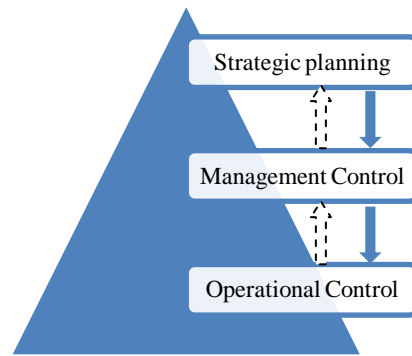 Strategic planning
Management Control
Operational Control